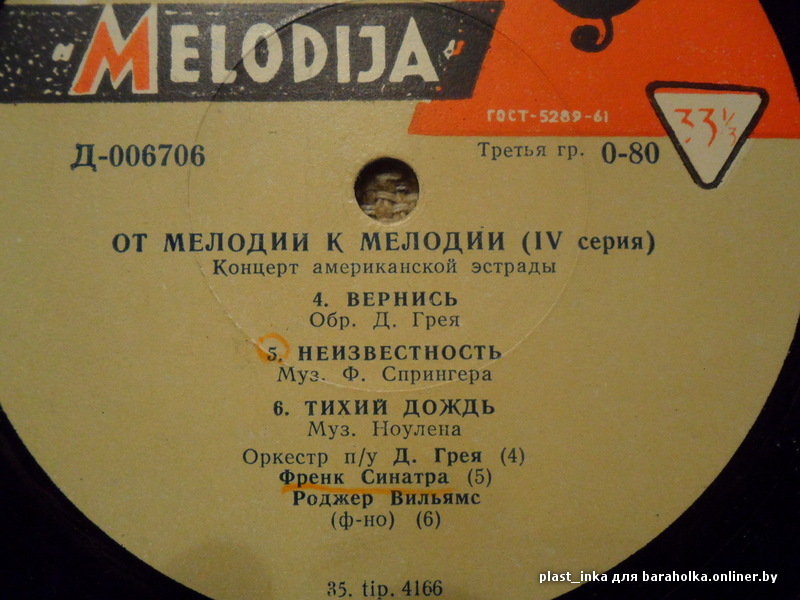 "MELODIJA"
ГОСТ-5289-61
33⅓
Д-006706
Третья гр. 0-80
ОТ МЕЛОДИИ К МЕЛОДИИ (IV серия)
Концерт американской эстрады
4. ВЕРНИСЬ
Обр. Д. Грея
5. НЕИЗВЕСТНОСТЬ
Муз. Ф. Спрингера
6. ТИХИЙ ДОЖДЬ
Муз. Ноулена
Оркестр п/у Д. Грея (4)
Френк Синатра (5)
Роджер Вильямс
(ф-но) (6)
35. tip. 4166
plast_inka для baraholka.onliner.by